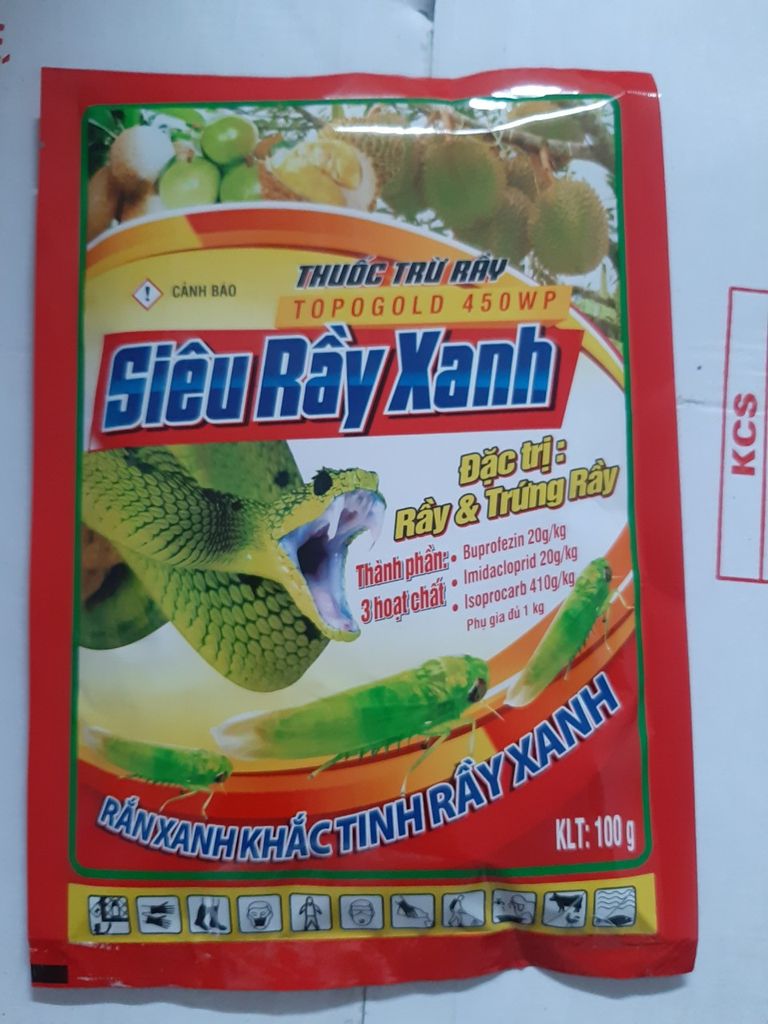 CẢNH BÁO
THUỐC TRỪ RẦY
TOPOGOLD 450WP
Siêu Rầy Xanh
Đặc trị:
Rầy & Trứng Rầy
Thành phần:
3 hoạt chất
• Buprofezin 20g/kg
• Imidacloprid 20g/kg
• Isoprocarb 410g/kg
Phụ gia đủ 1 kg
RẮN XANH KHẮC TINH RẦY XANH
KLT: 100 g
KCS